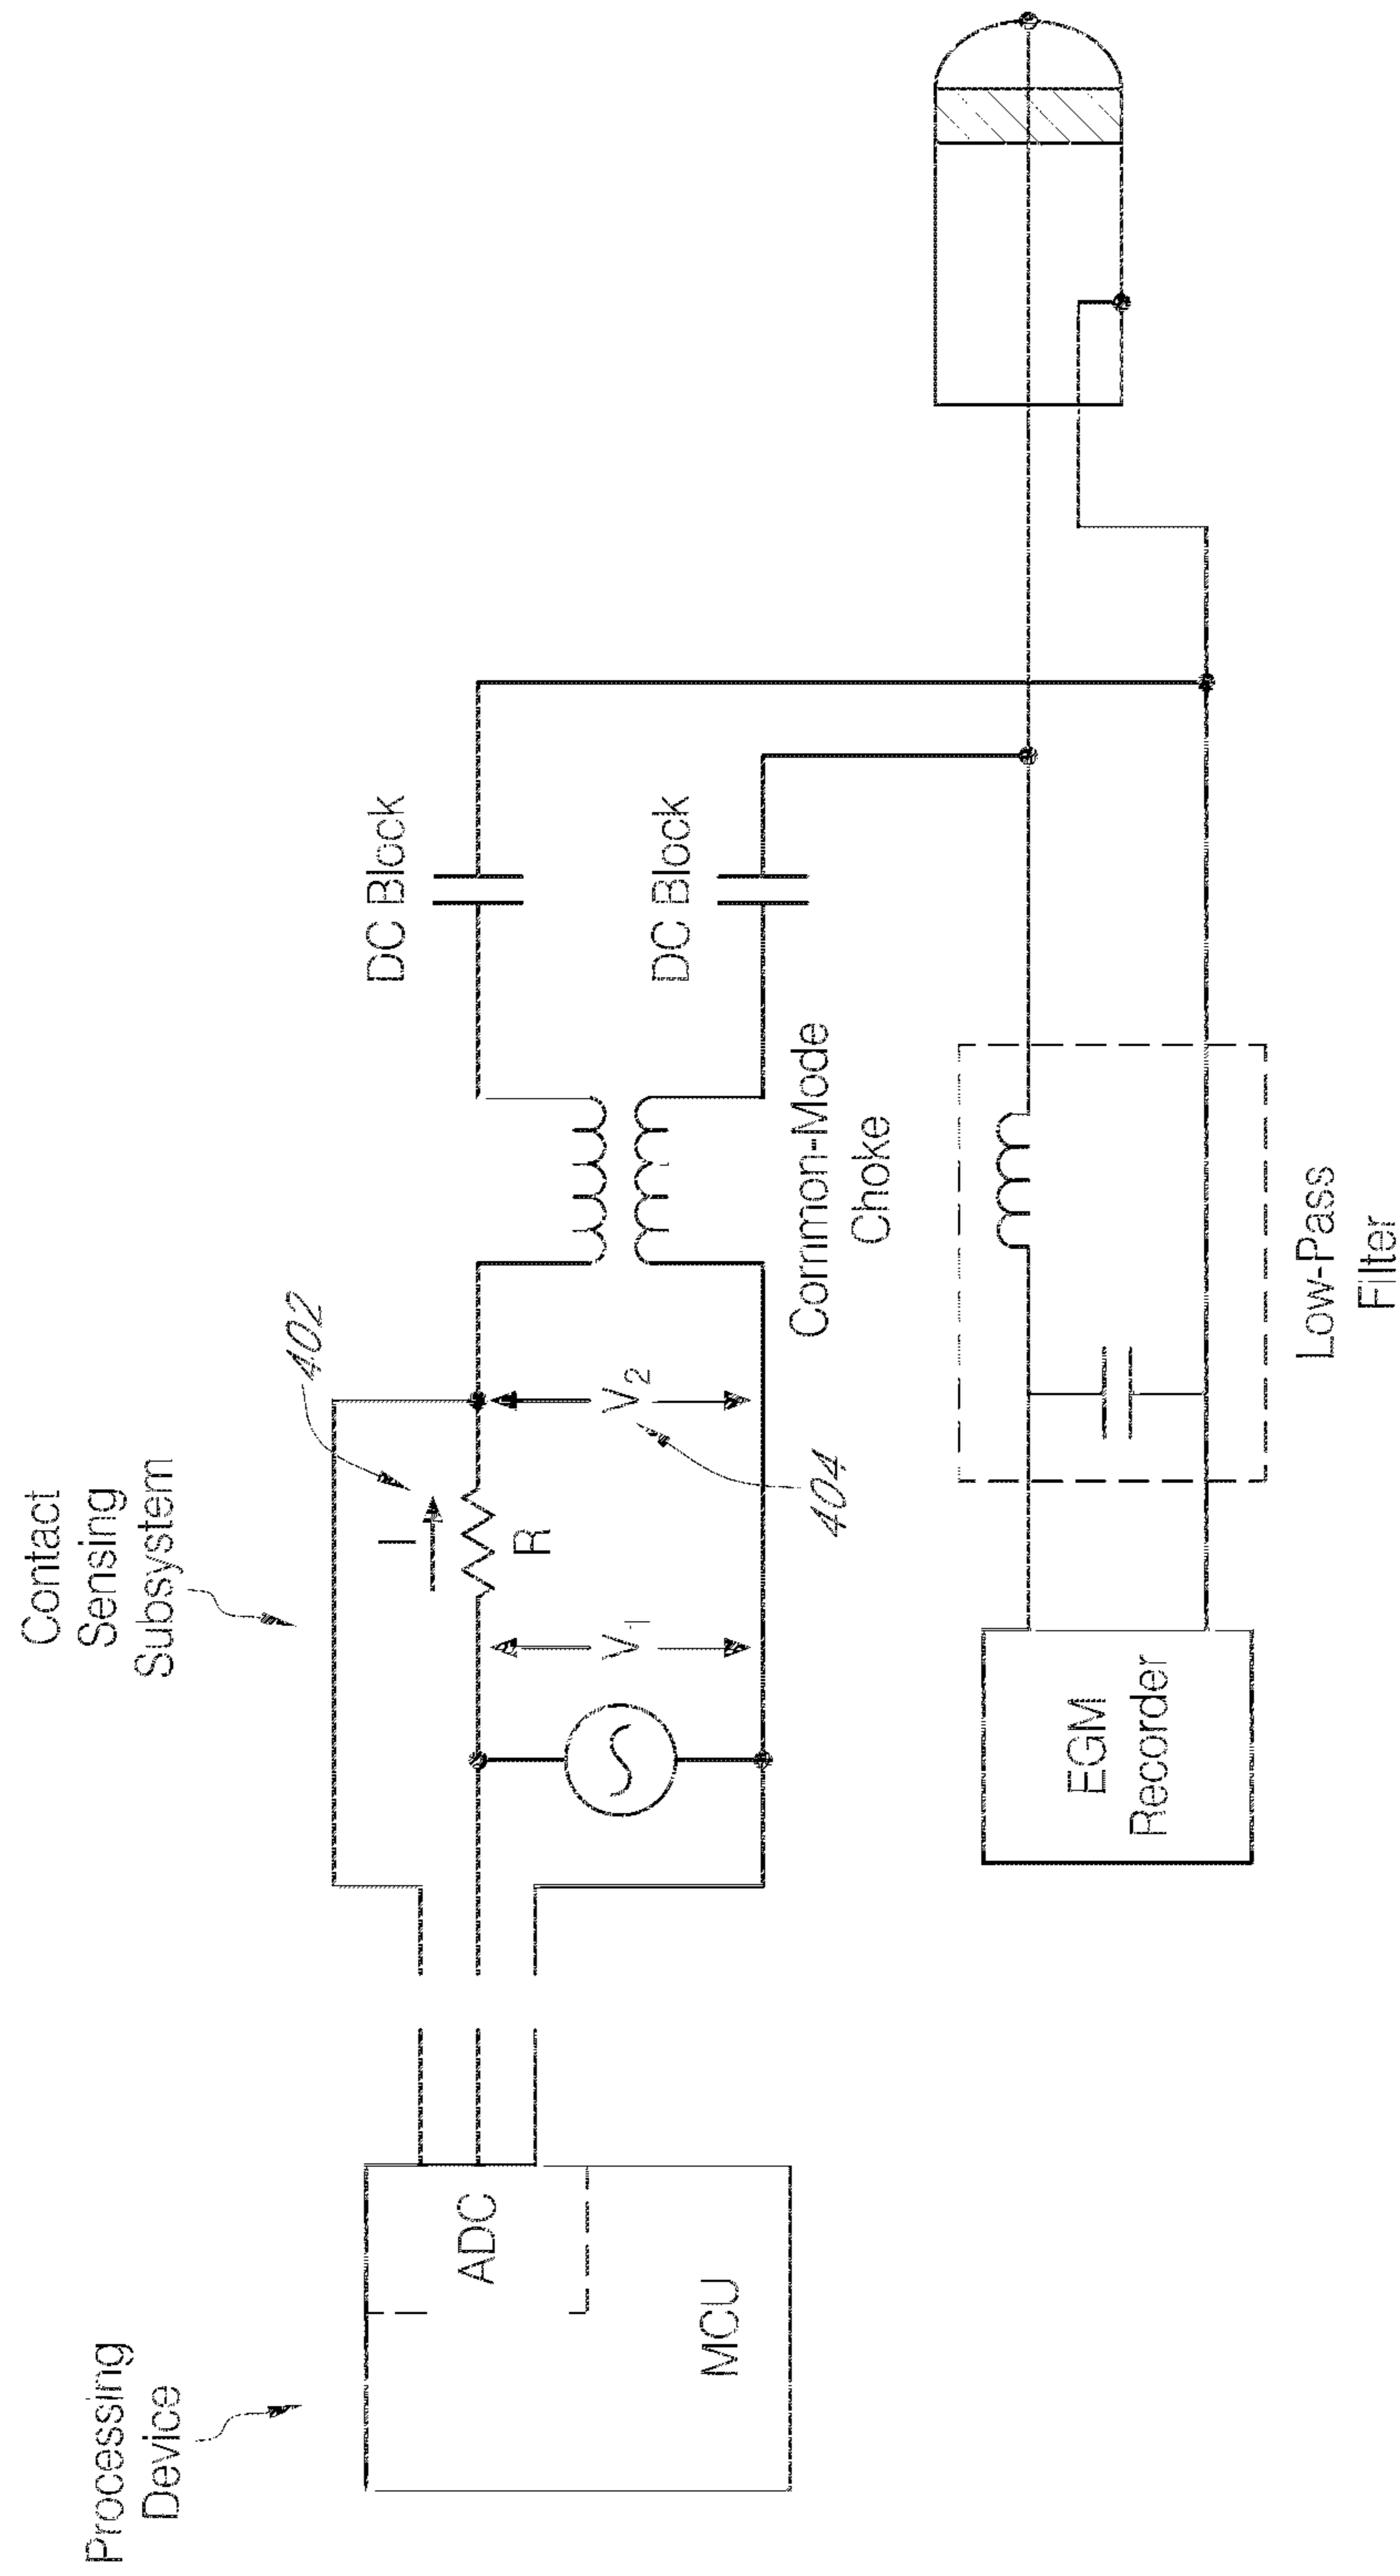 Processing
Device
ADC
MCU
Contact
Sensing
Subsystem
I
R
402
V1
V2
404
Common-Mode
Choke
DC Block
DC Block
EGM
Recorder
Low-Pass
Filter